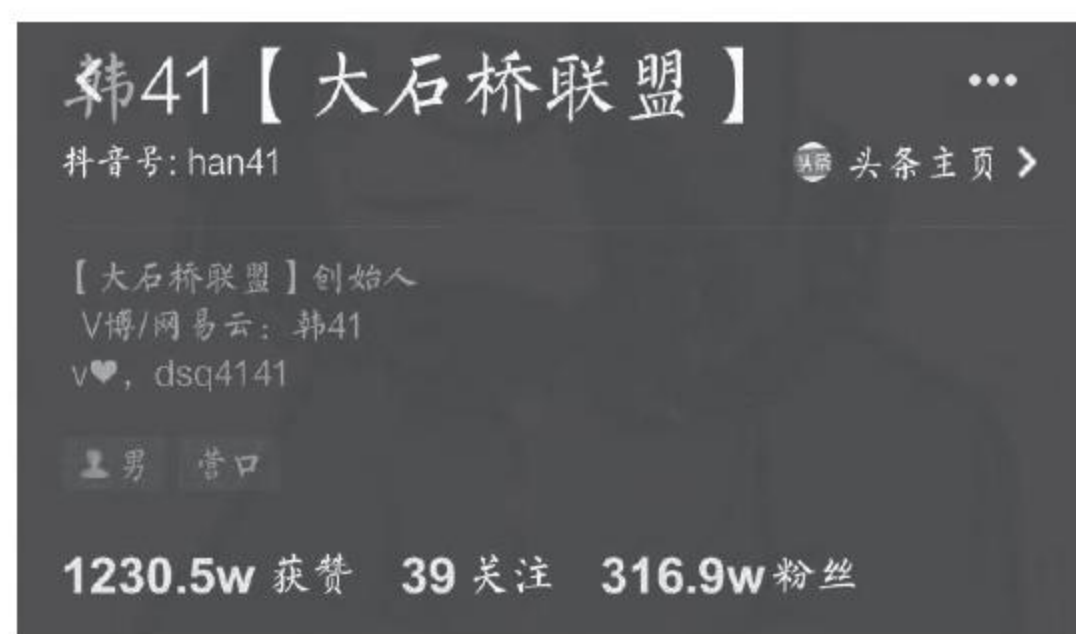 韩41【大石桥联盟】
抖音号: han41
头条 头条主页
【大石桥联盟】创始人
V博/网易云：韩41
v❤，dsq4141
男 营口
1230.5w 获赞 39 关注 316.9w 粉丝